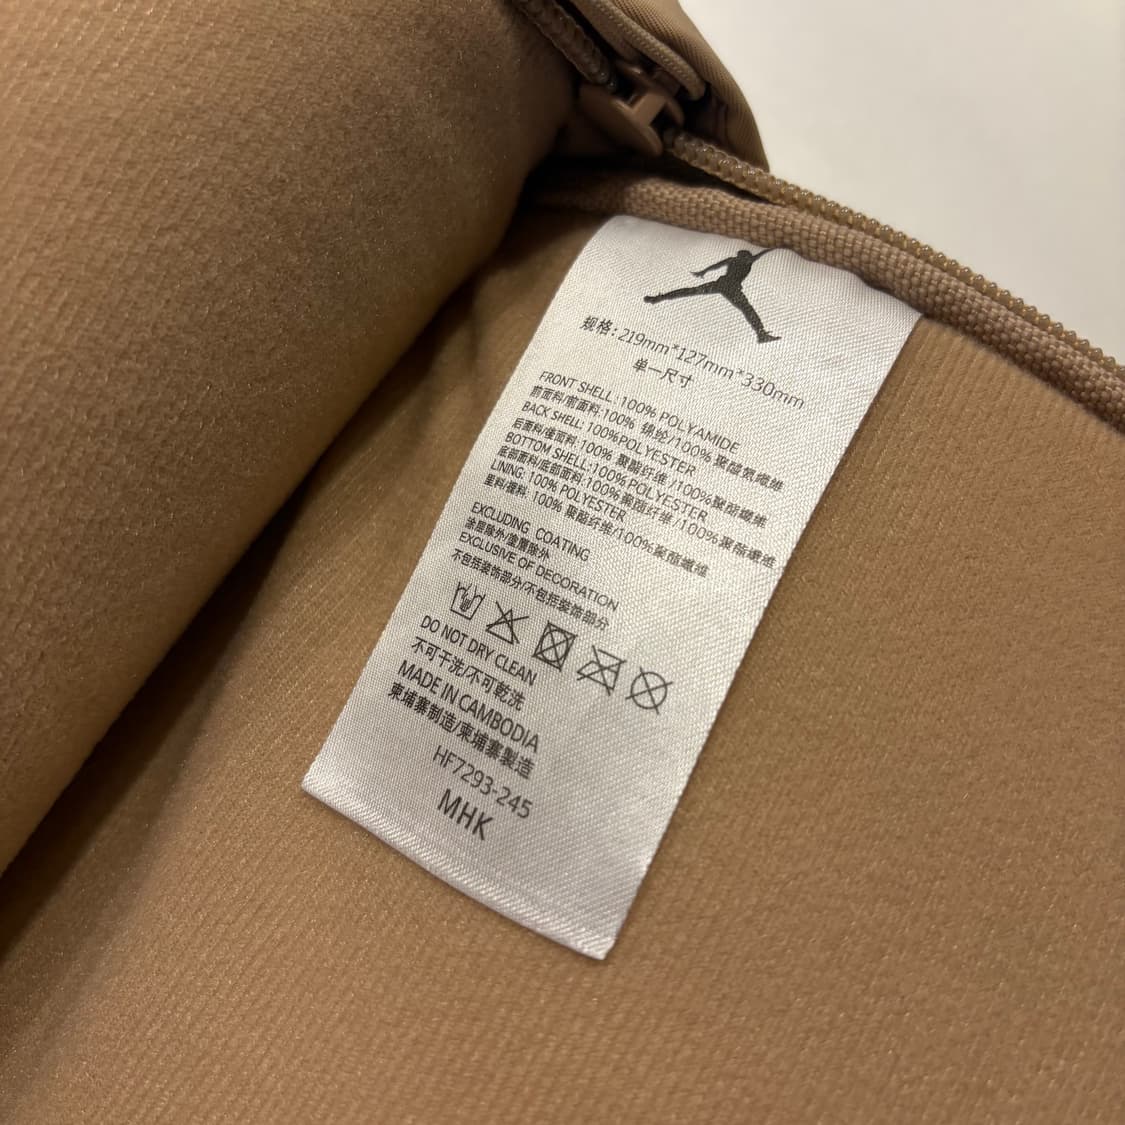 规格：219mm*127mm*330mm
单一尺寸
FRONT SHELL: 100% POLYAMIDE
前面料/前面料:100% 锦纶/100% 聚醯氨纖維
BACK SHELL: 100%POLYESTER
后面料/後面料: 100% 聚酯纤维 /100%聚酯纖維
BOTTOM SHELL:100% POLYESTER
底部面料/底部面料:100%聚酯纤维 /100%聚酯纖維
LINING: 100% POLYESTER
里料/裡料: 100% 聚酯纤维/100%聚酯纖維
EXCLUDING COATING
涂层除外/塗層除外
EXCLUSIVE OF DECORATION
不包括装饰部分/不包括裝飾部分
DO NOT DRY CLEAN
不可干洗/不可乾洗
MADE IN CAMBODIA
柬埔寨制造/柬埔寨製造
HF7293-245
MHK